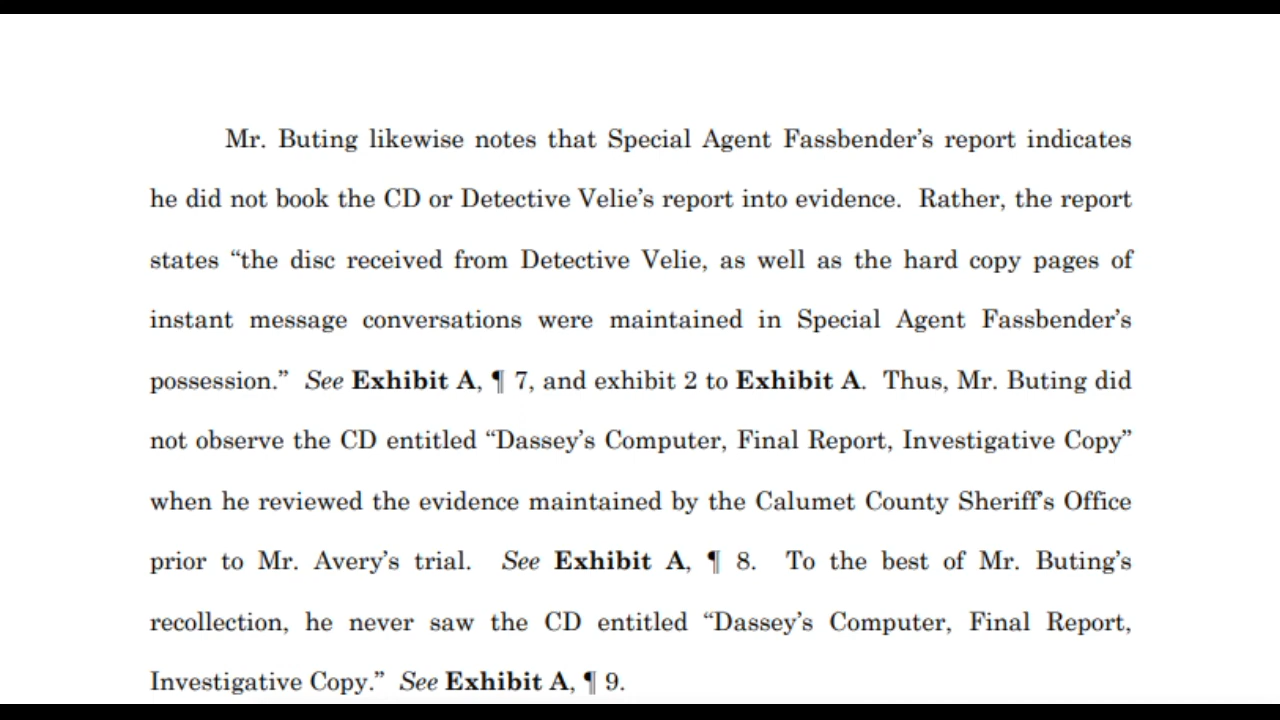 Mr. Buting likewise notes that Special Agent Fassbender’s report indicates
he did not book the CD or Detective Velie’s report into evidence. Rather, the report
states “the disc received from Detective Velie, as well as the hard copy pages of
instant message conversations were maintained in Special Agent Fassbender’s
possession.” See Exhibit A, ¶ 7, and exhibit 2 to Exhibit A. Thus, Mr. Buting did
not observe the CD entitled “Dassey’s Computer, Final Report, Investigative Copy”
when he reviewed the evidence maintained by the Calumet County Sheriff’s Office
prior to Mr. Avery’s trial. See Exhibit A, ¶ 8. To the best of Mr. Buting’s
recollection, he never saw the CD entitled “Dassey’s Computer, Final Report,
Investigative Copy.” See Exhibit A, ¶ 9.